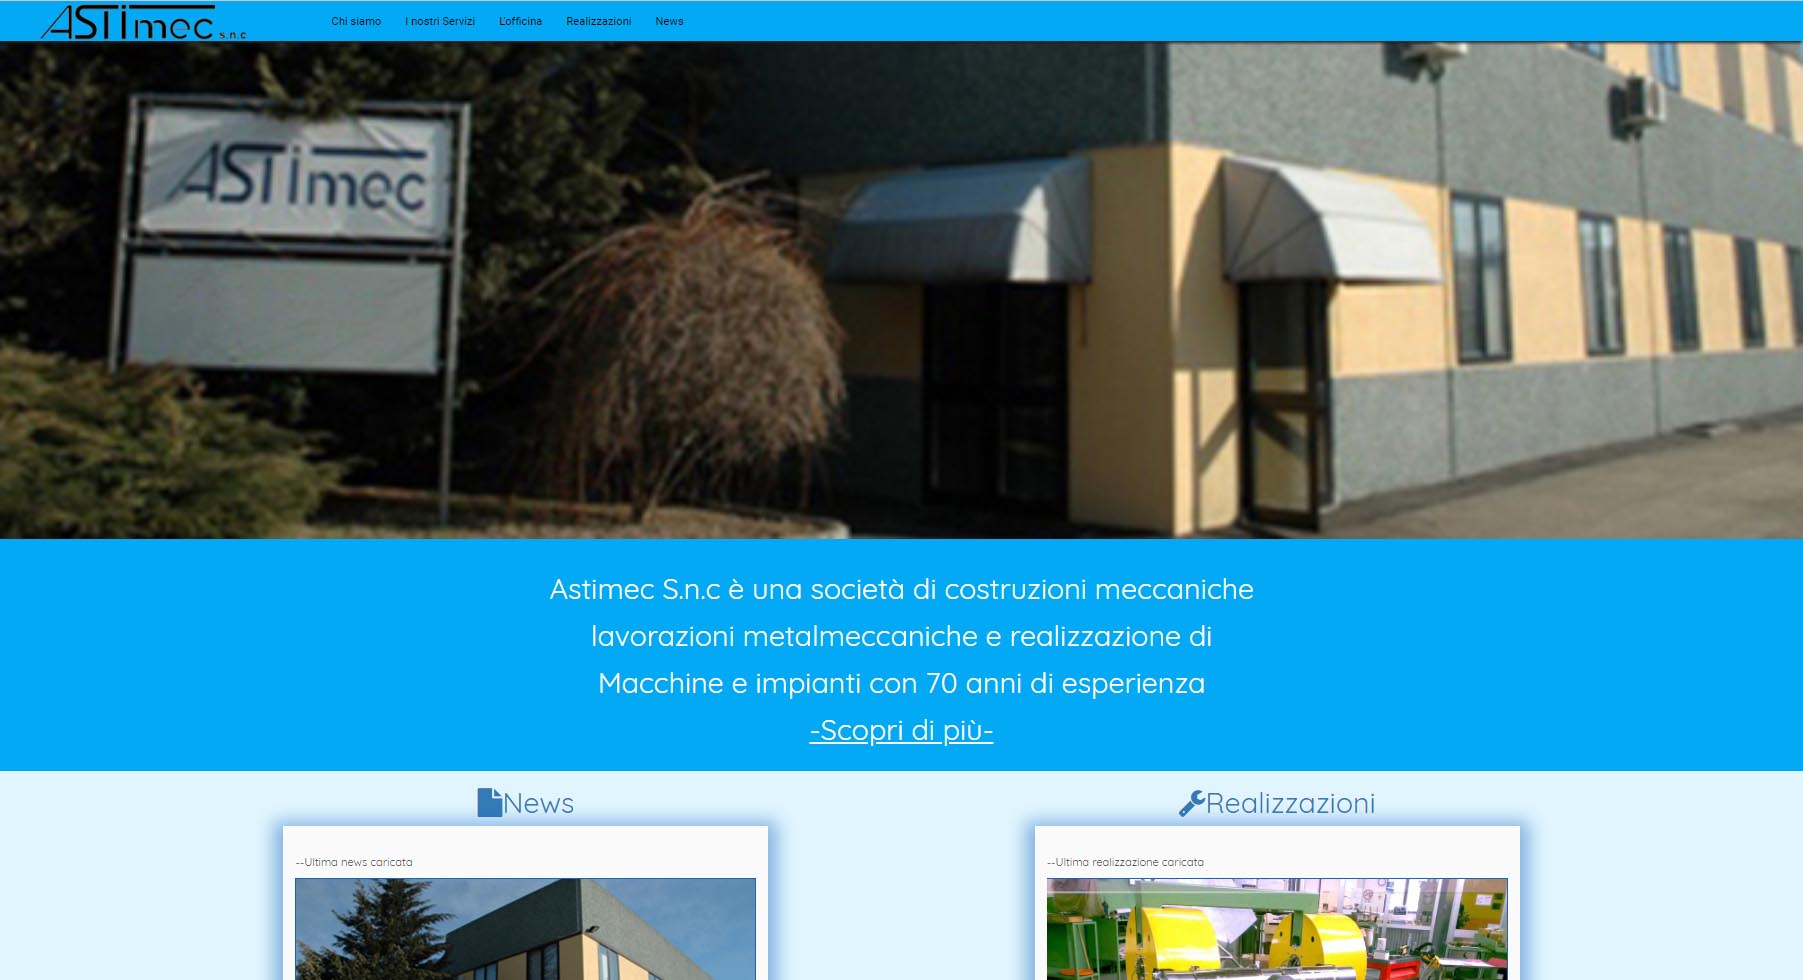 ASTimec s.n.c
Chi siamo
I nostri Servizi
L'officina
Realizzazioni
News
ASTimec
Astimec S.n.c è una società di costruzioni meccaniche
lavorazioni metalmeccaniche e realizzazione di
Macchine e impianti con 70 anni di esperienza
-Scopri di più-
News
Realizzazioni
--Ultima news caricata
--Ultima realizzazione caricata